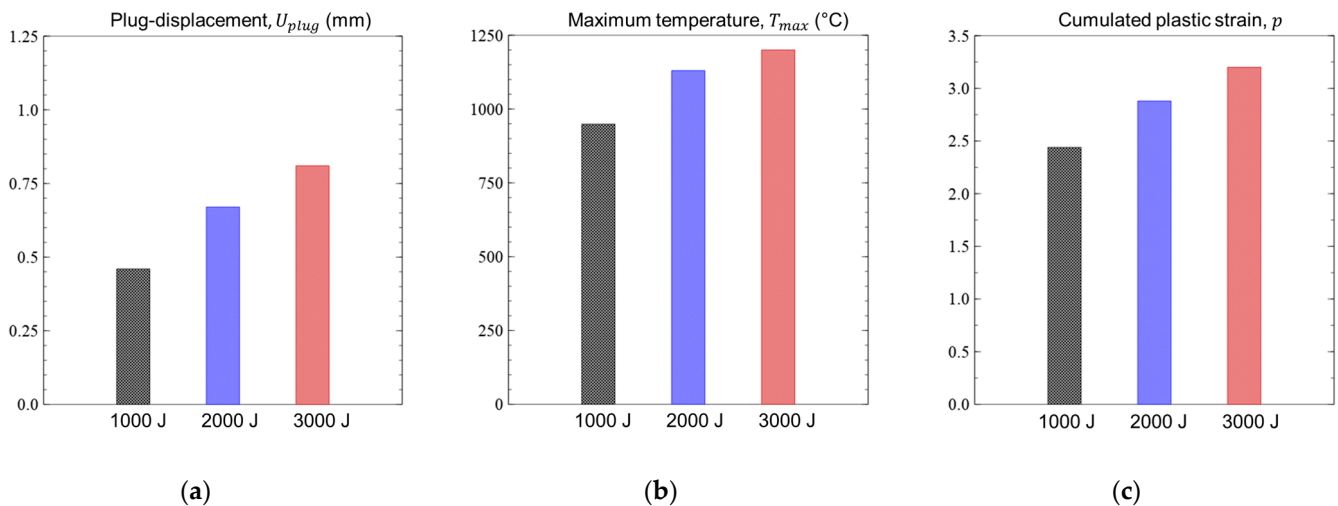 Plug-displacement, U_plug (mm)
1.25
1.0
0.75
0.5
0.25
0.0
1000 J 2000 J 3000 J
(a)
Maximum temperature, T_max (°C)
1250
1000
750
500
250
0
1000 J 2000 J 3000 J
(b)
Cumulated plastic strain, p
3.5
3.0
2.5
2.0
1.5
1.0
0.5
0.0
1000 J 2000 J 3000 J
(c)